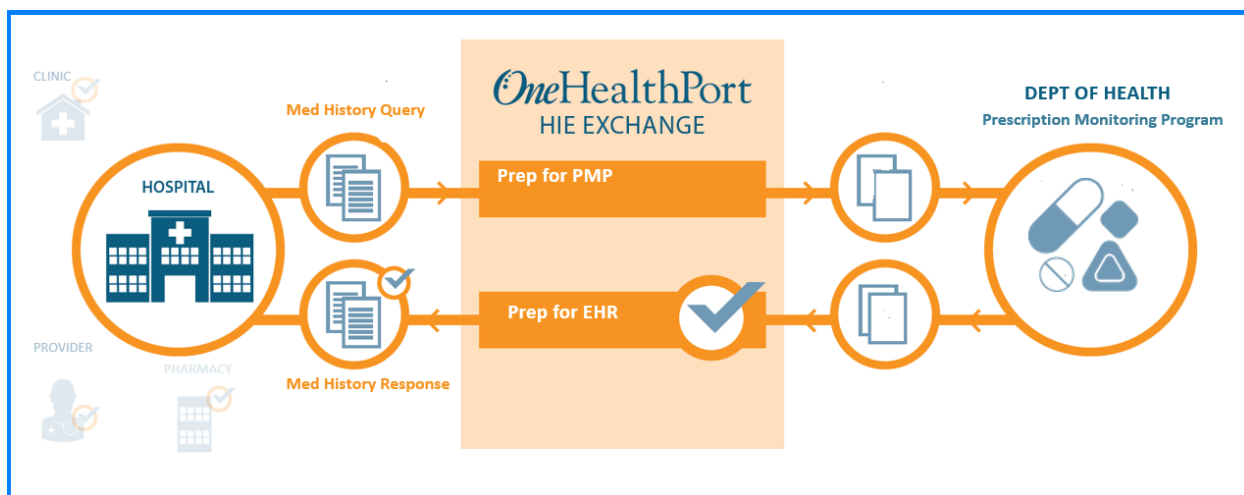 CLINIC
Med History Query
OneHealthPort
HIE EXCHANGE
DEPT OF HEALTH
Prescription Monitoring Program
HOSPITAL
Prep for PMP
Prep for EHR
PROVIDER
PHARMACY
Med History Response